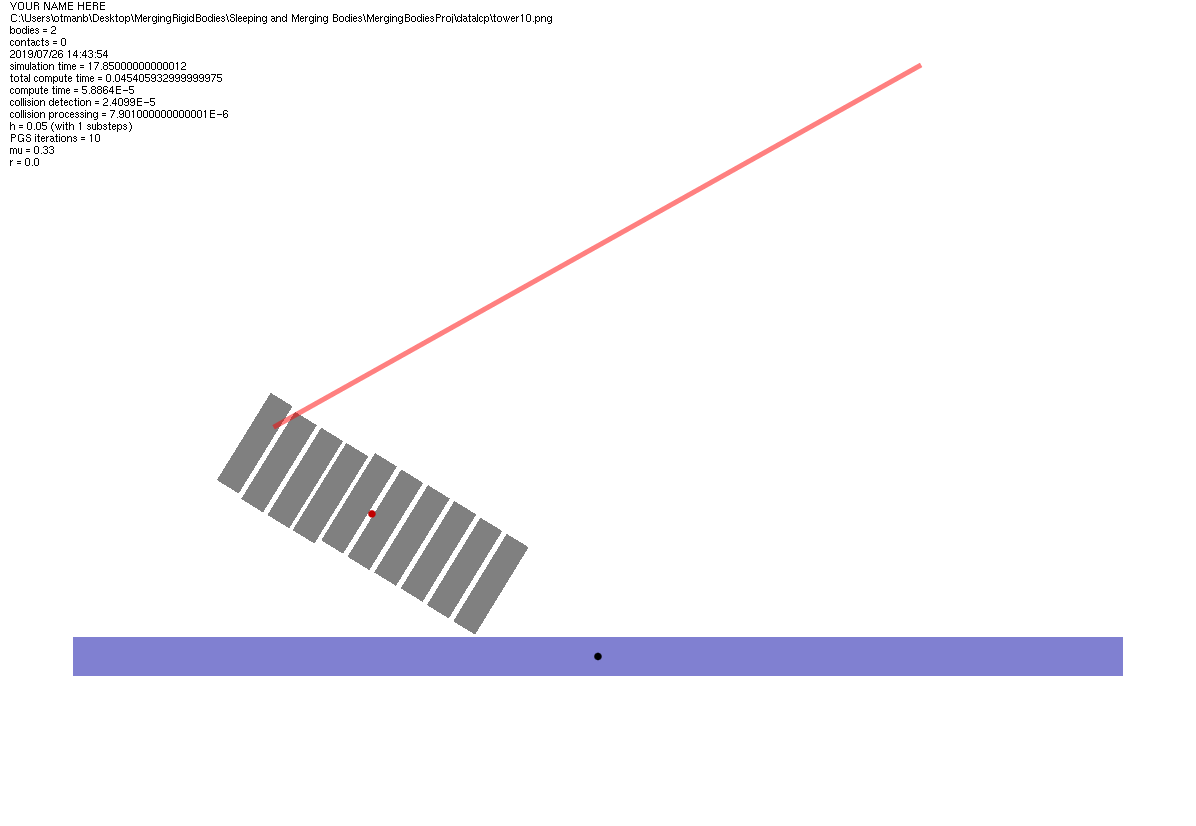 YOUR NAME HERE
C:\Users\otmanb\Desktop\MergingRigidBodies\Sleeping and Merging Bodies\MergingBodiesProj\datalcp\tower10.png
bodies = 2
contacts = 0
2019/07/26 14:43:54
simulation time = 17.85000000000012
total compute time = 0.045405932999999975
compute time = 5.8864E-5
collision detection = 2.4099E-5
collision processing = 7.901000000000001E-6
h = 0.05 (with 1 substeps)
PGS iterations = 10
mu = 0.33
r = 0.0